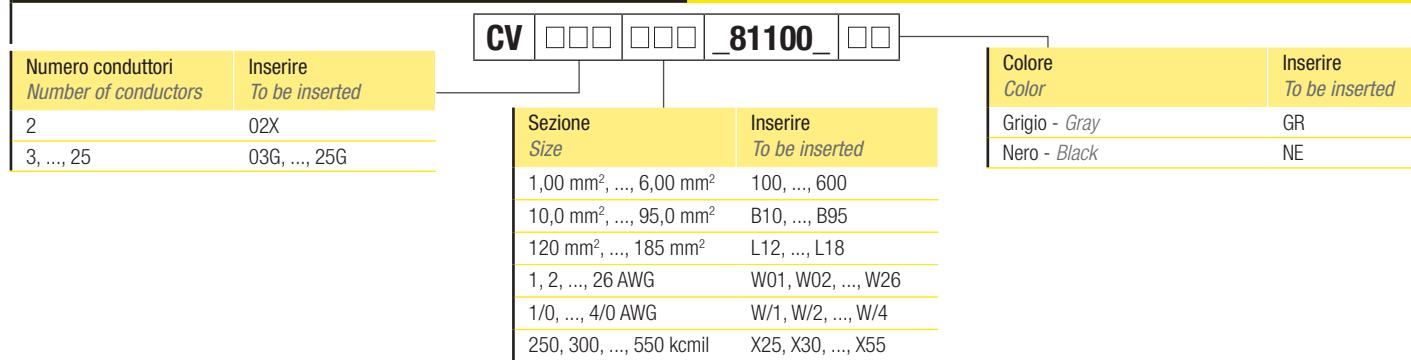 CV □□□ □□□ _81100_ □□
Numero conduttori Inserire
Number of conductors To be inserted
2 02X
3, ..., 25 03G, ..., 25G
Sezione Inserire
Size To be inserted
1,00 mm², ..., 6,00 mm² 100, ..., 600
10,0 mm², ..., 95,0 mm² B10, ..., B95
120 mm², ..., 185 mm² L12, ..., L18
1, 2, ..., 26 AWG W01, W02, ..., W26
1/0, ..., 4/0 AWG W/1, W/2, ..., W/4
250, 300, ..., 550 kcmil X25, X30, ..., X55
Colore Inserire
Color To be inserted
Grigio - Gray GR
Nero - Black NE